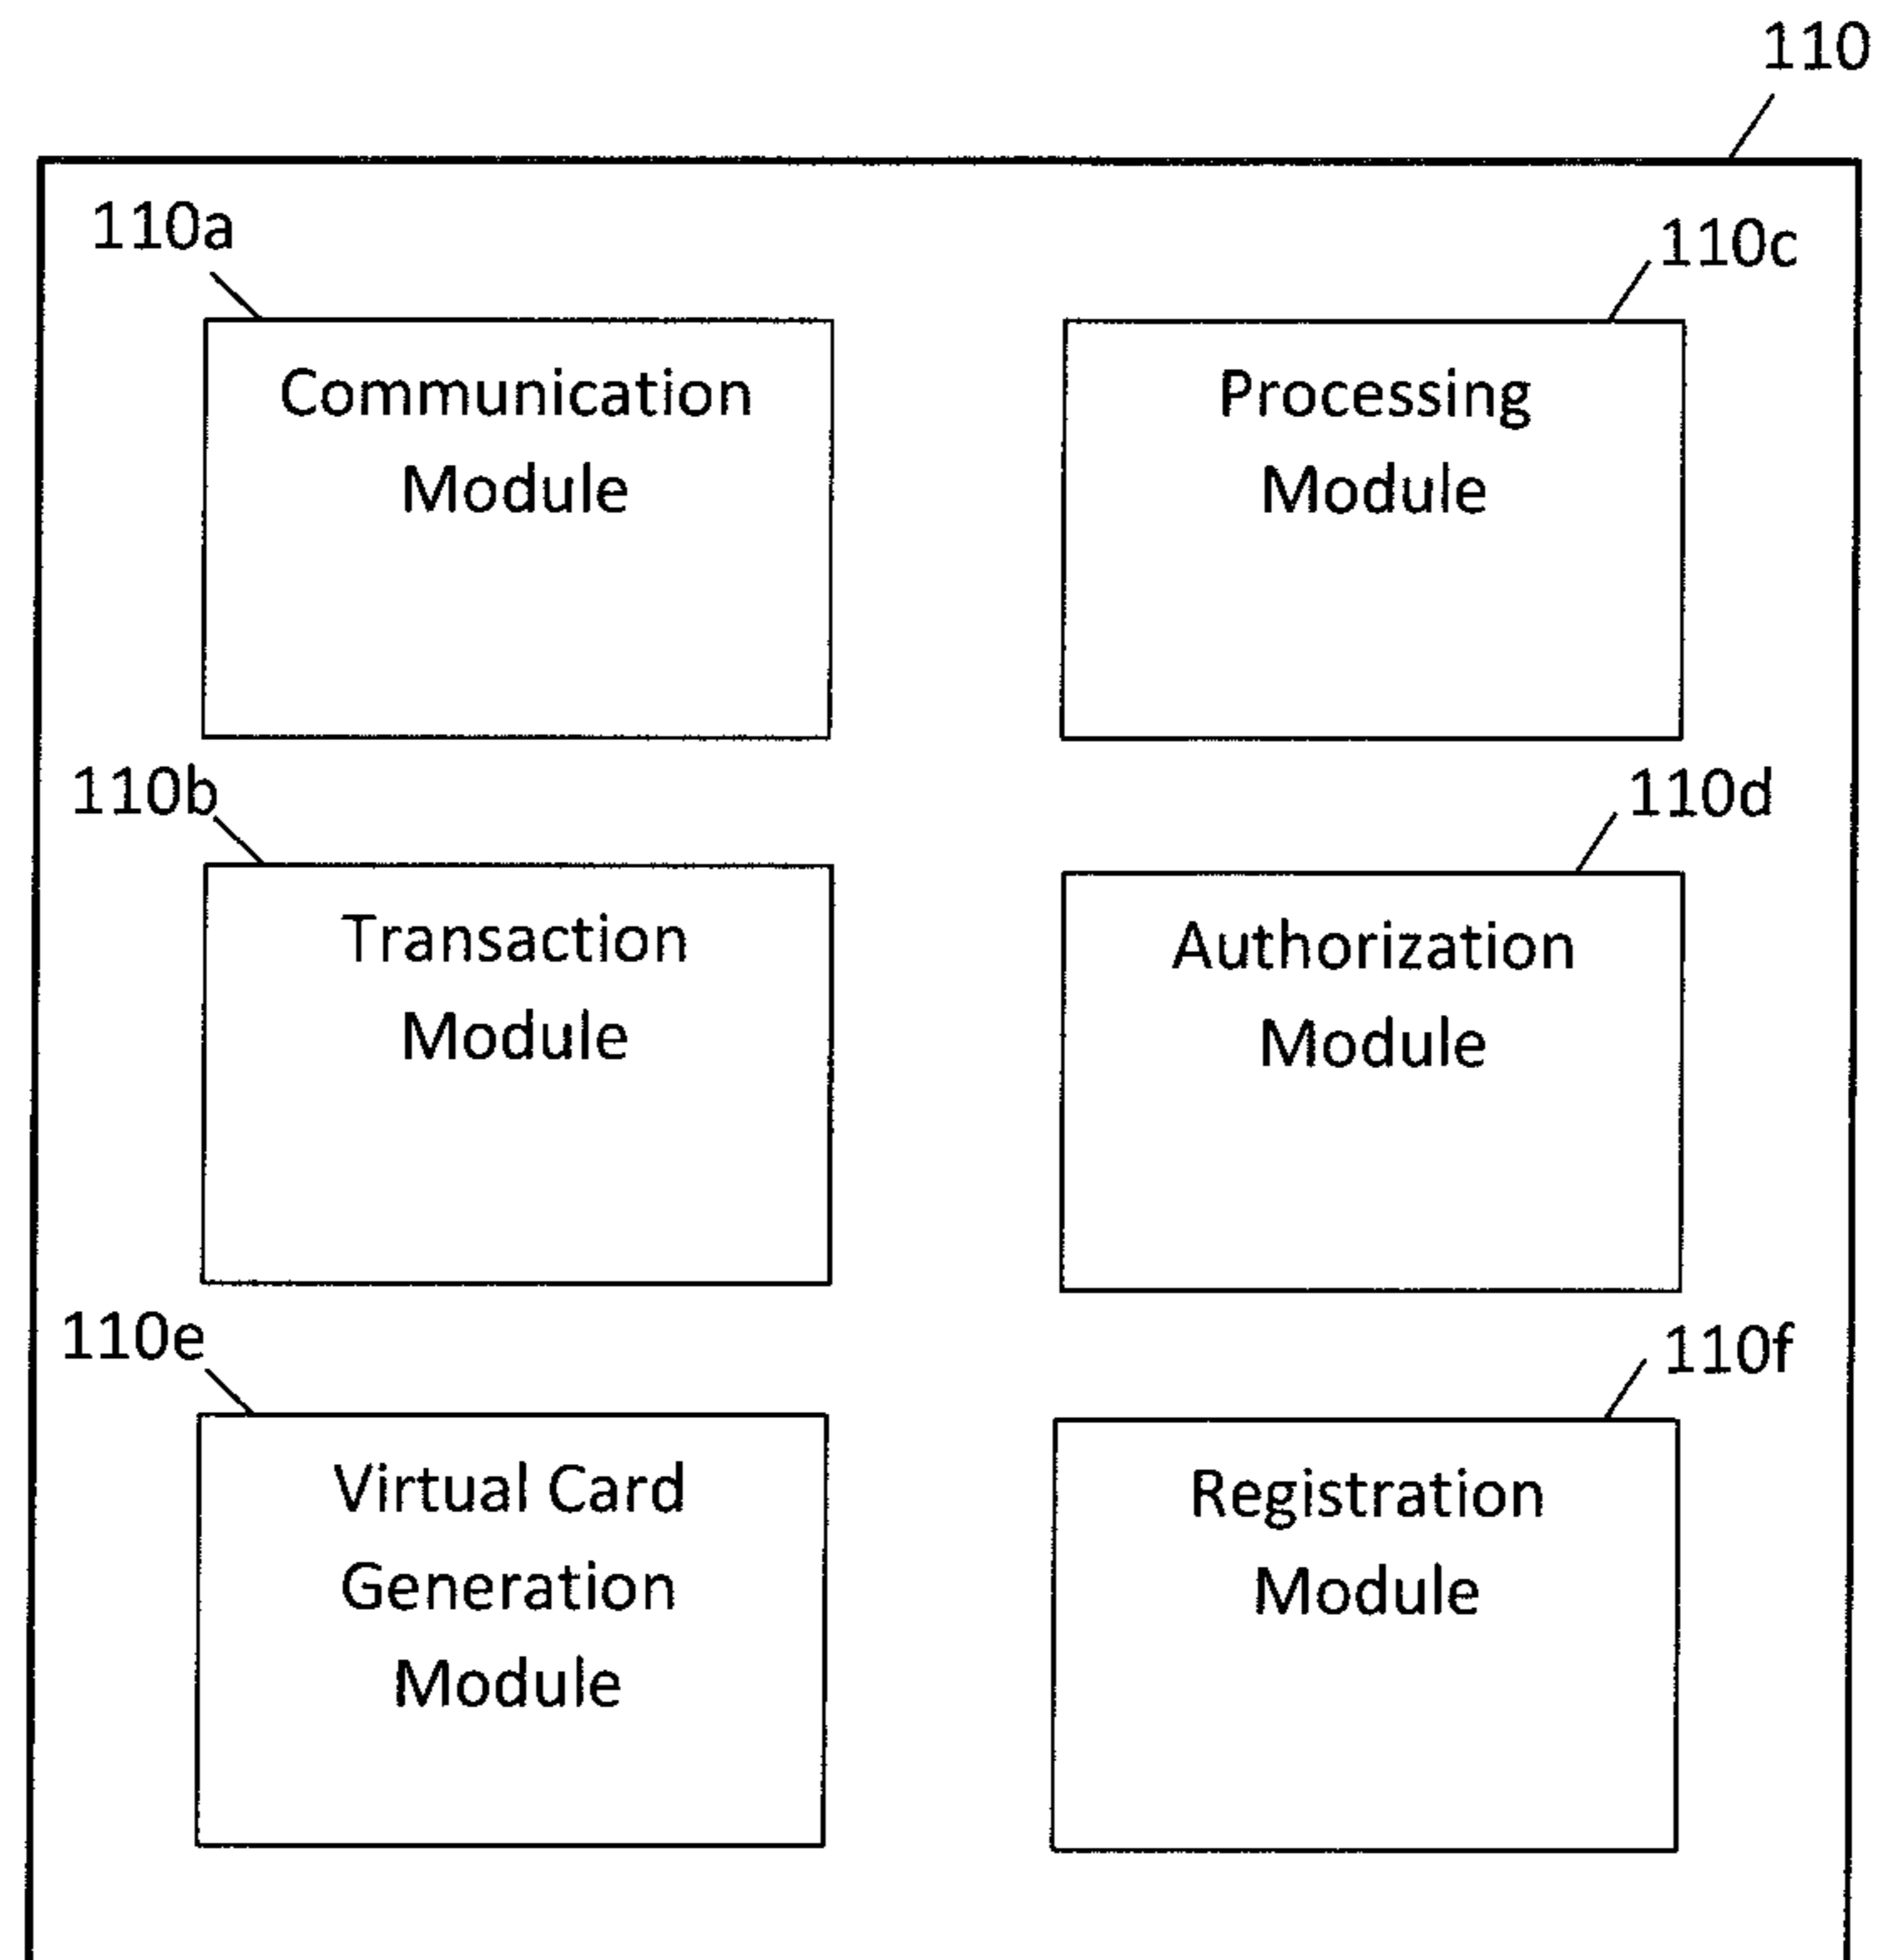 110
110a
Communication
Module
110c
Processing
Module
110b
Transaction
Module
110d
Authorization
Module
110e
Virtual Card
Generation
Module
110f
Registration
Module